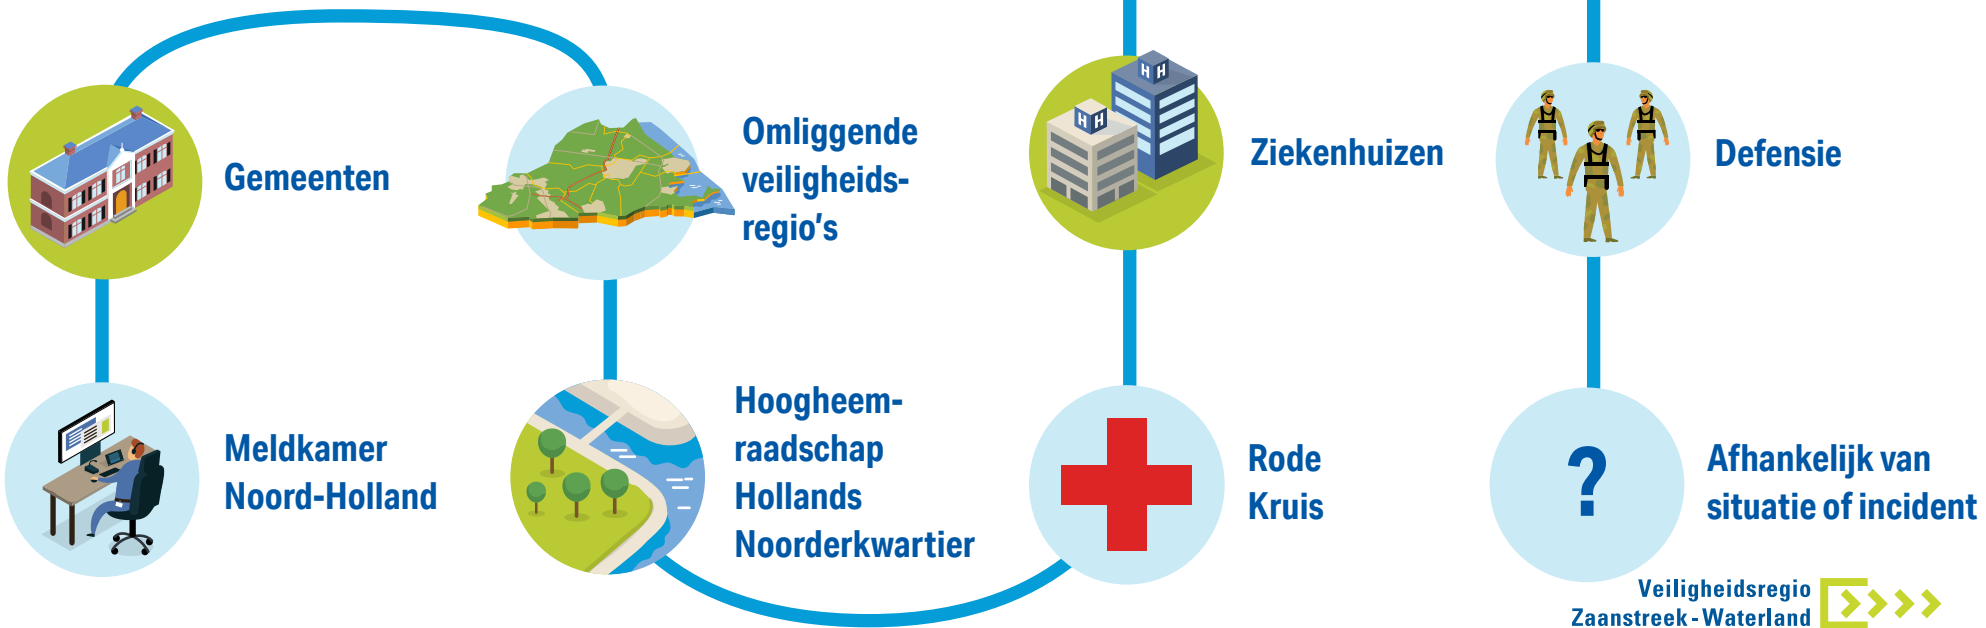 Gemeenten
Omliggende
veiligheids-
regio's
Ziekenhuizen
H H
H H
Defensie
Meldkamer
Noord-Holland
Hoogheem-
raadschap
Hollands
Noorderkwartier
Rode
Kruis
?
Afhankelijk van
situatie of incident
Veiligheidsregio
Zaanstreek-Waterland